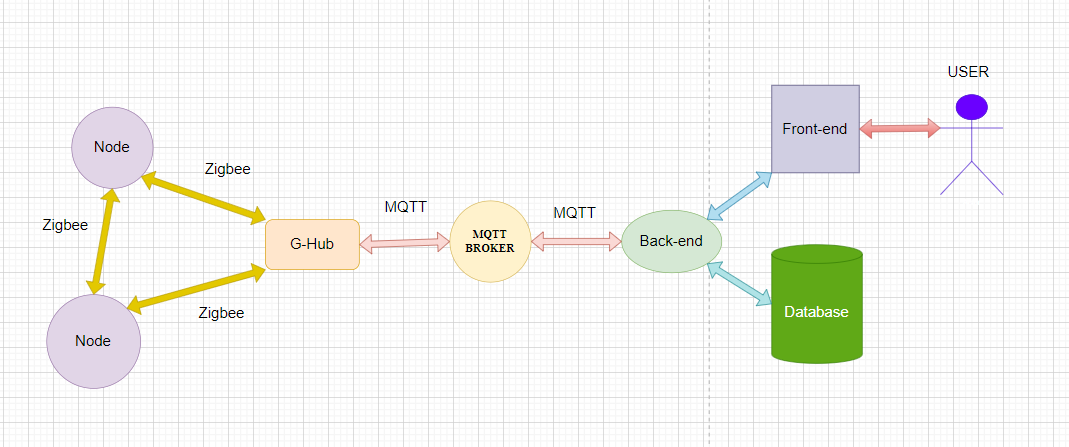 USER
Node
Front-end
Zigbee
MQTT
MQTT
Zigbee
G-Hub
MQTT
BROKER
Back-end
Zigbee
Database
Node